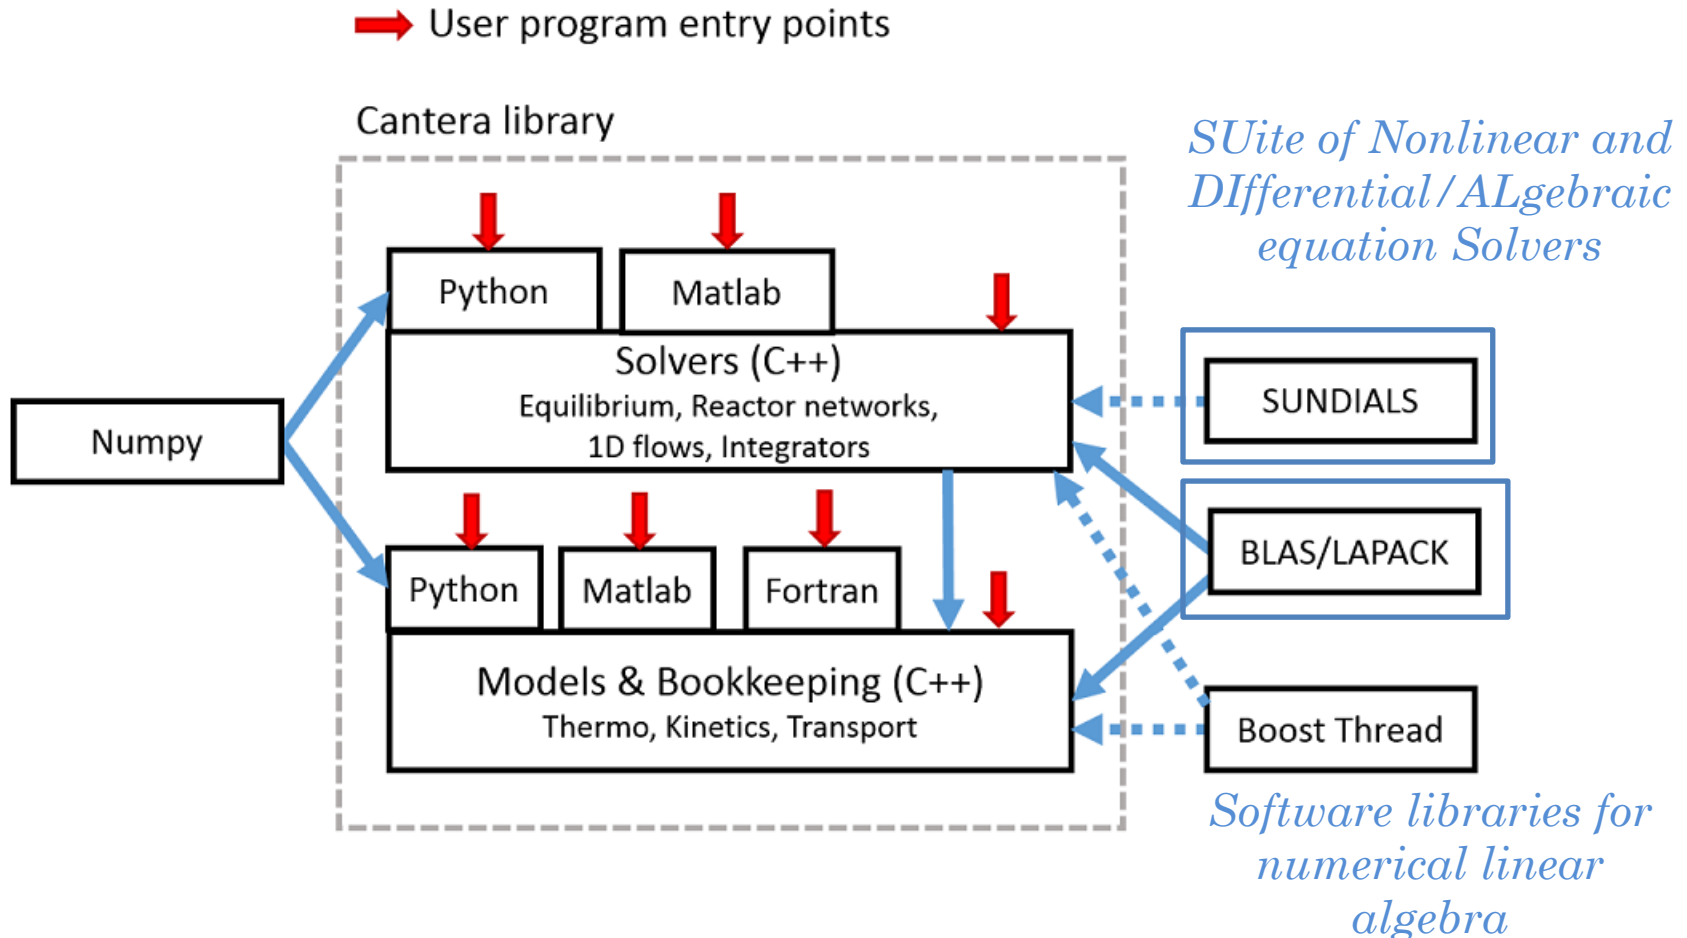 User program entry points
Cantera library
SUite of Nonlinear and
DIfferential/ALgebraic
equation Solvers
Python
Matlab
Solvers (C++)
Equilibrium, Reactor networks,
1D flows, Integrators
SUNDIALS
Numpy
BLAS/LAPACK
Python
Matlab
Fortran
Models & Bookkeeping (C++)
Thermo, Kinetics, Transport
Boost Thread
Software libraries for
numerical linear
algebra